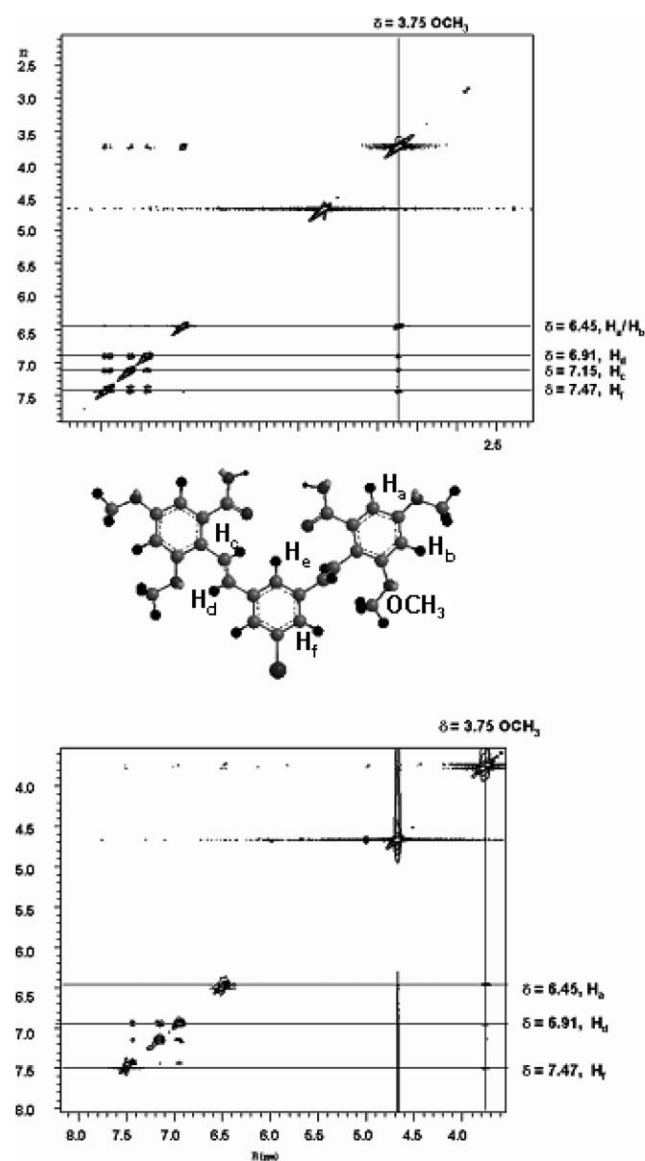 δ = 3.75 OCH3
2.0
2.5
3.0
3.5
4.0
4.5
5.0
5.5
6.0
6.5
7.0
7.5
δ = 6.45, Ha/Hb
δ = 6.91, Hd
δ = 7.15, Hc
δ = 7.47, Hf
2.5
Ha
Hc
He
Hb
Hd
OCH3
Hf
δ = 3.75 OCH3
4.0
4.5
5.0
5.5
6.0
6.5
7.0
7.5
8.0
δ = 6.45, Ha
δ = 6.91, Hd
δ = 7.47, Hf
8.0 7.5 7.0 6.5 6.0 5.5 5.0 4.5 4.0